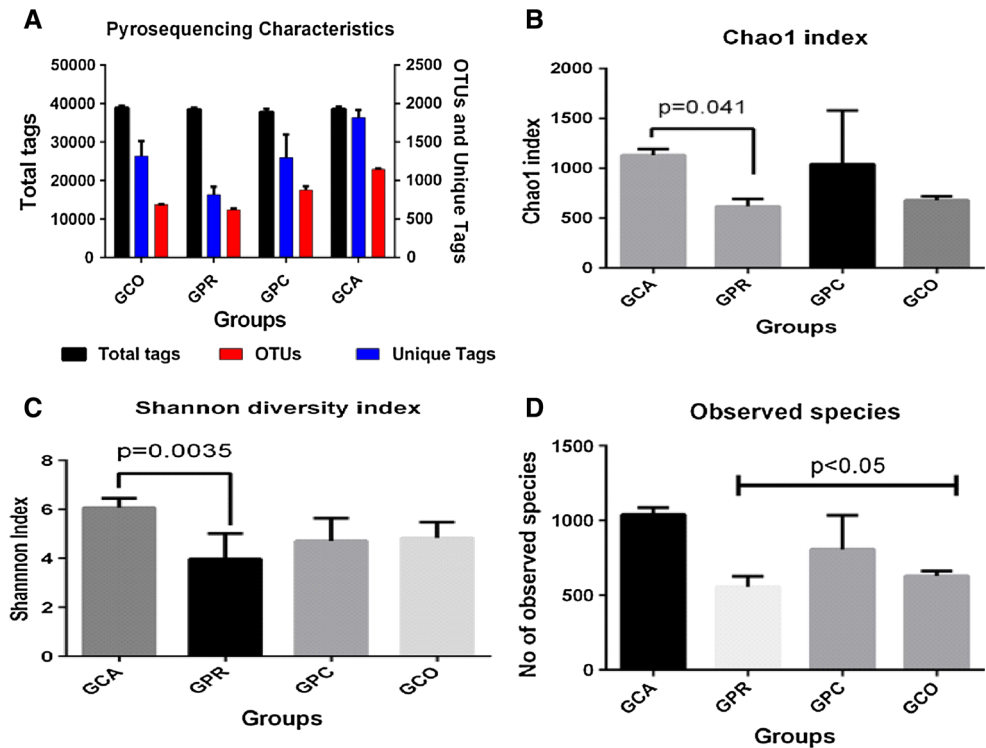 A
Pyrosequencing Characteristics
50000
40000
30000
20000
10000
0
Total tags
2500
2000
1500
1000
500
0
OTUs and Unique Tags
GCO
GPR
GPC
GCA
Groups
Total tags
OTUs
Unique Tags
B
Chao1 index
2000
1500
1000
500
0
Chao1 index
p=0.041
GCA
GPR
GPC
GCO
Groups
C
Shannon diversity index
8
6
4
2
0
Shannnon Index
p=0.0035
GCA
GPR
GPC
GCO
Groups
D
Observed species
1500
1000
500
0
No of observed species
p<0.05
GCA
GPR
GPC
GCO
Groups